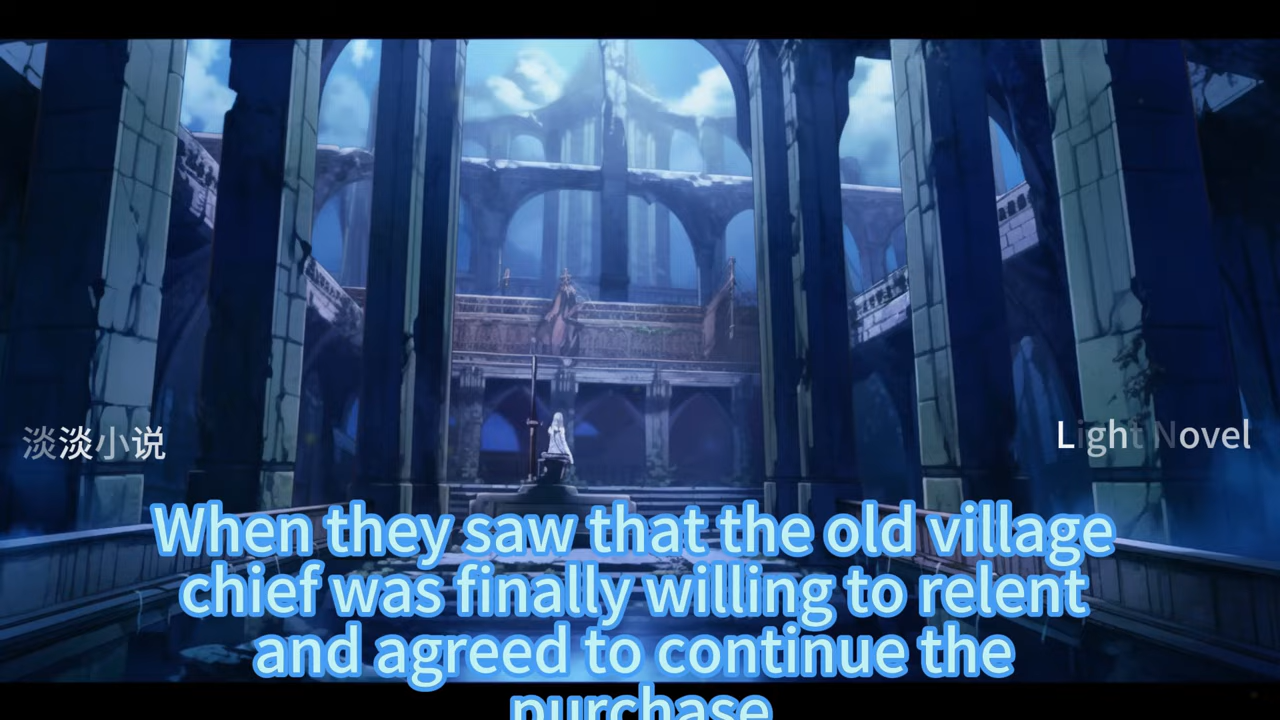 淡淡小说
Light Novel
When they saw that the old village
chief was finally willing to relent
and agreed to continue the
purchase